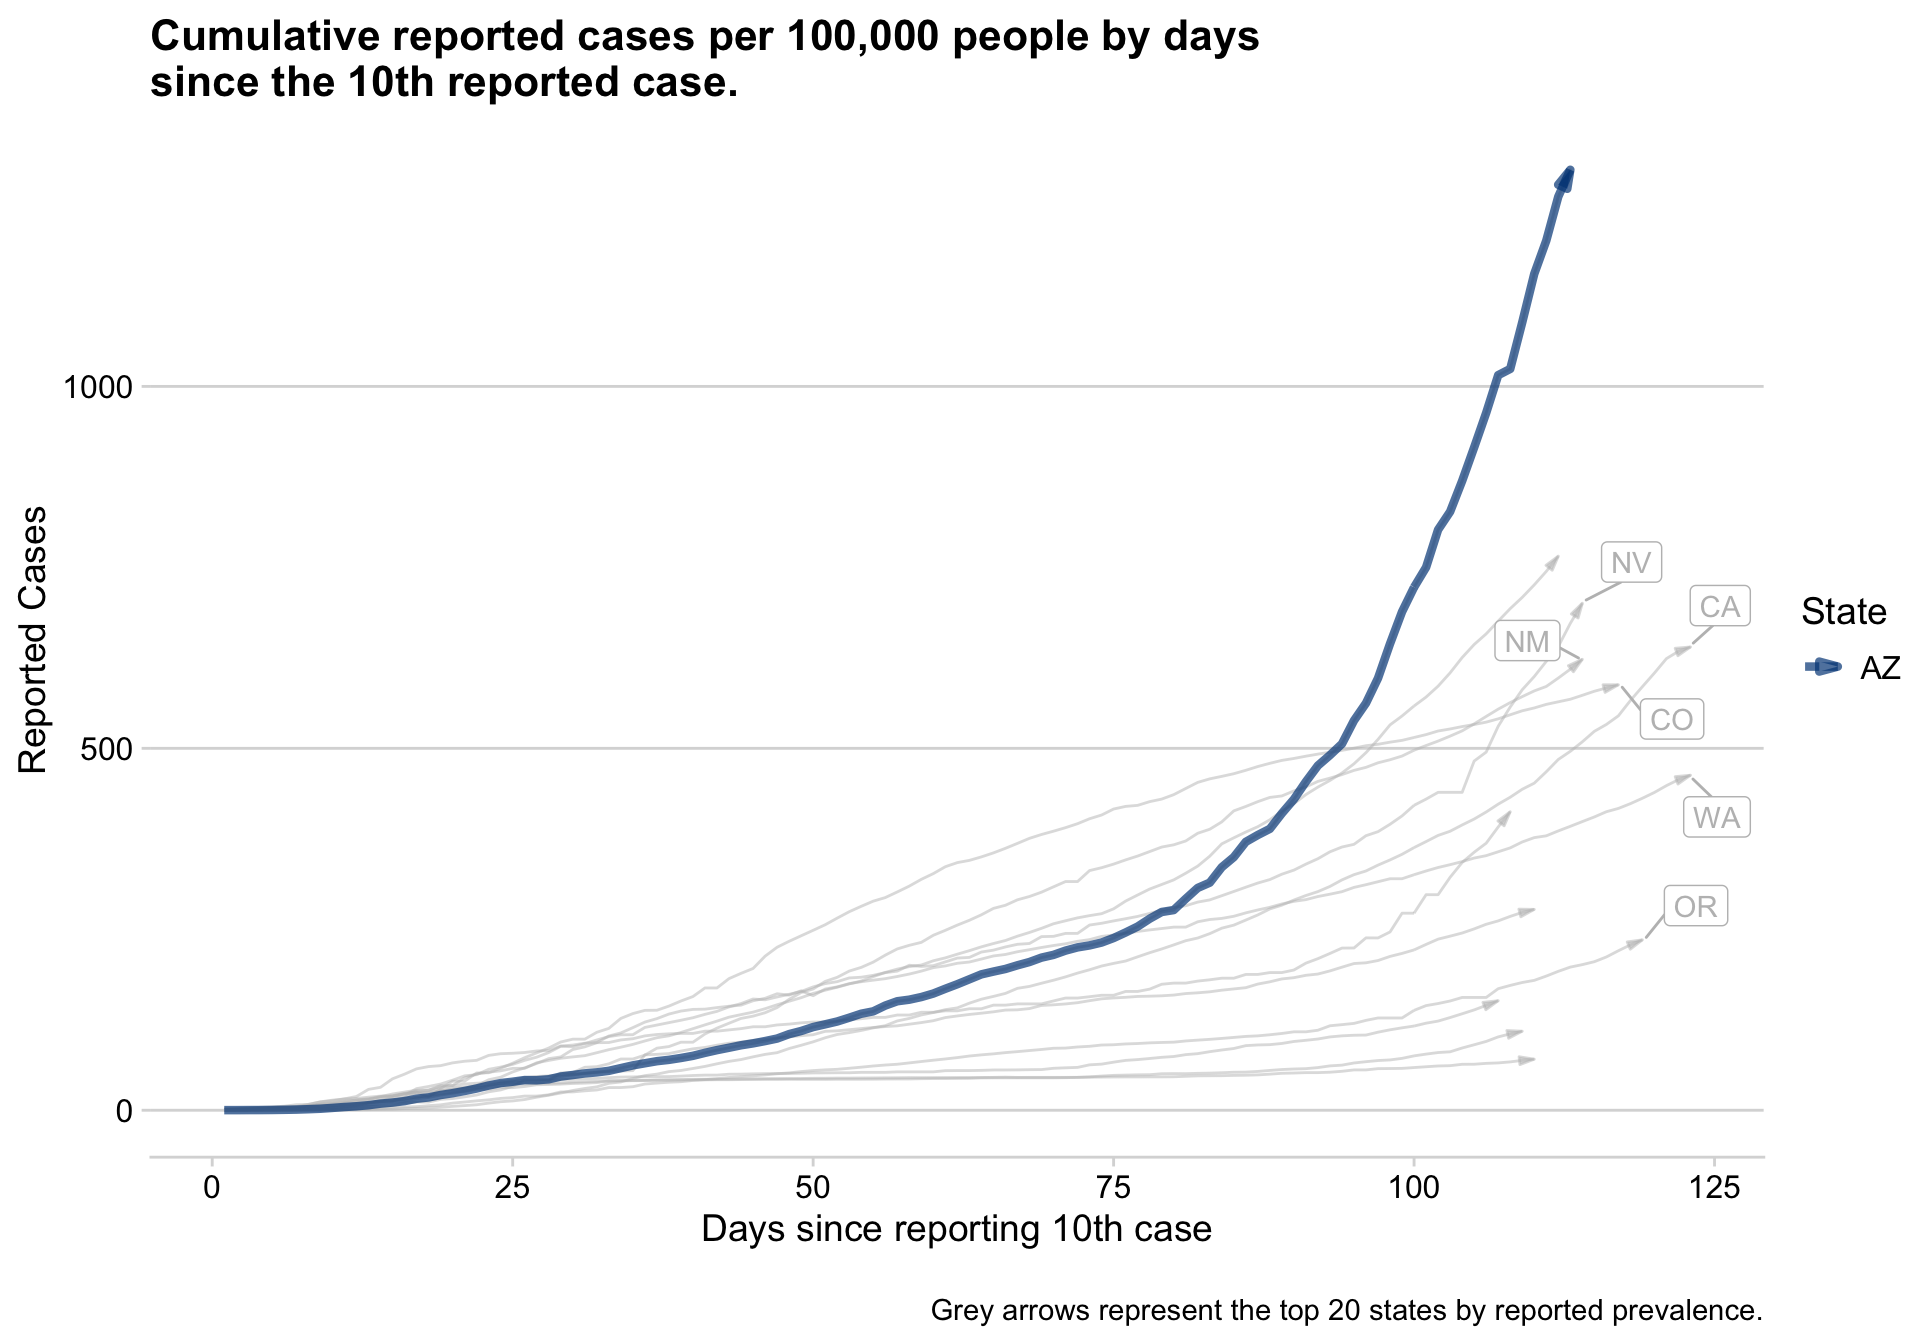 Cumulative reported cases per 100,000 people by days
since the 10th reported case.
1000
500
0
Reported Cases
NV
CA
NM
CO
WA
OR
State
AZ
0 25 50 75 100 125
Days since reporting 10th case
Grey arrows represent the top 20 states by reported prevalence.